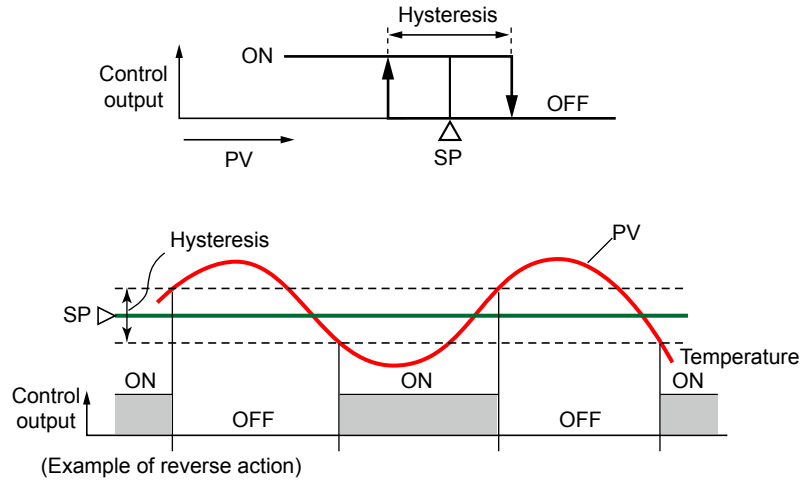 Hysteresis
ON
Control
output
OFF
PV
SP
Hysteresis
PV
SP
Temperature
ON
ON
ON
Control
output
OFF
OFF
(Example of reverse action)